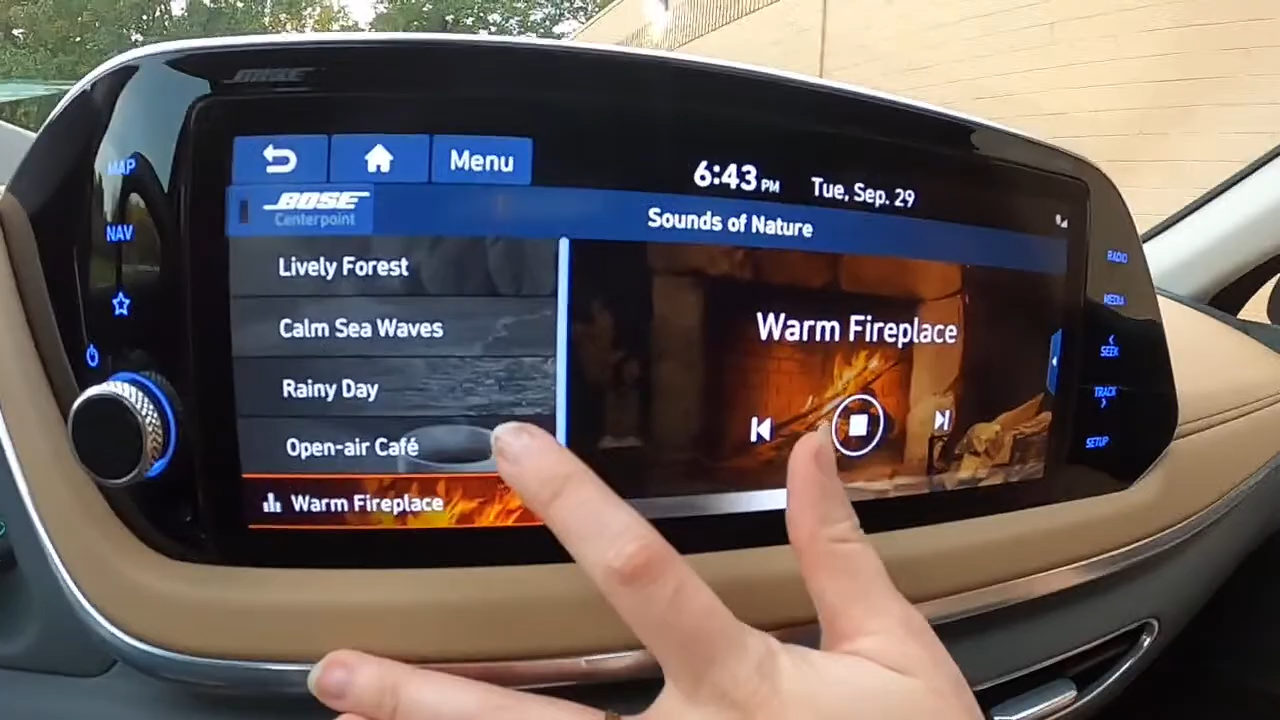 BOSE
MAP
NAV
Menu
6:43 PM
Tue, Sep. 29
BOSE
Centerpoint
Sounds of Nature
Lively Forest
Calm Sea Waves
Rainy Day
Open-air Café
Warm Fireplace
Warm Fireplace
RADIO
MEDIA
SEEK
TRACK
SETUP